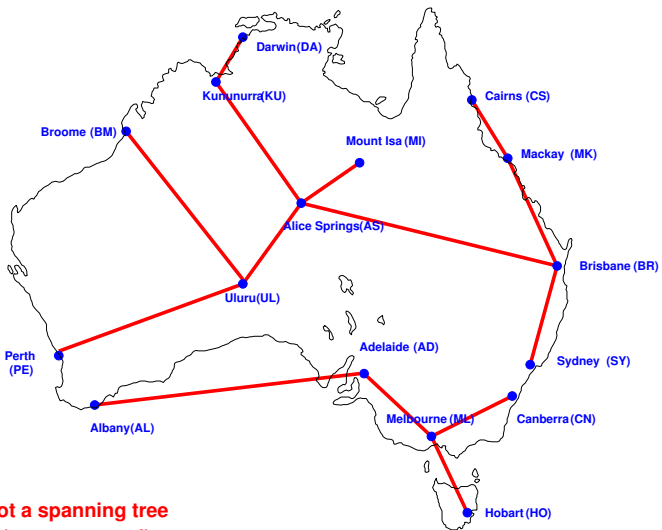 Darwin(DA)
Kununurra(KU)
Cairns (CS)
Broome (BM)
Mount Isa (MI)
Mackay (MK)
Alice Springs(AS)
Brisbane (BR)
Uluru(UL)
Perth
(PE)
Adelaide (AD)
Sydney (SY)
Albany(AL)
Melbourne(ML)
Canberra(CN)
ot a spanning tree
Hobart(HO)